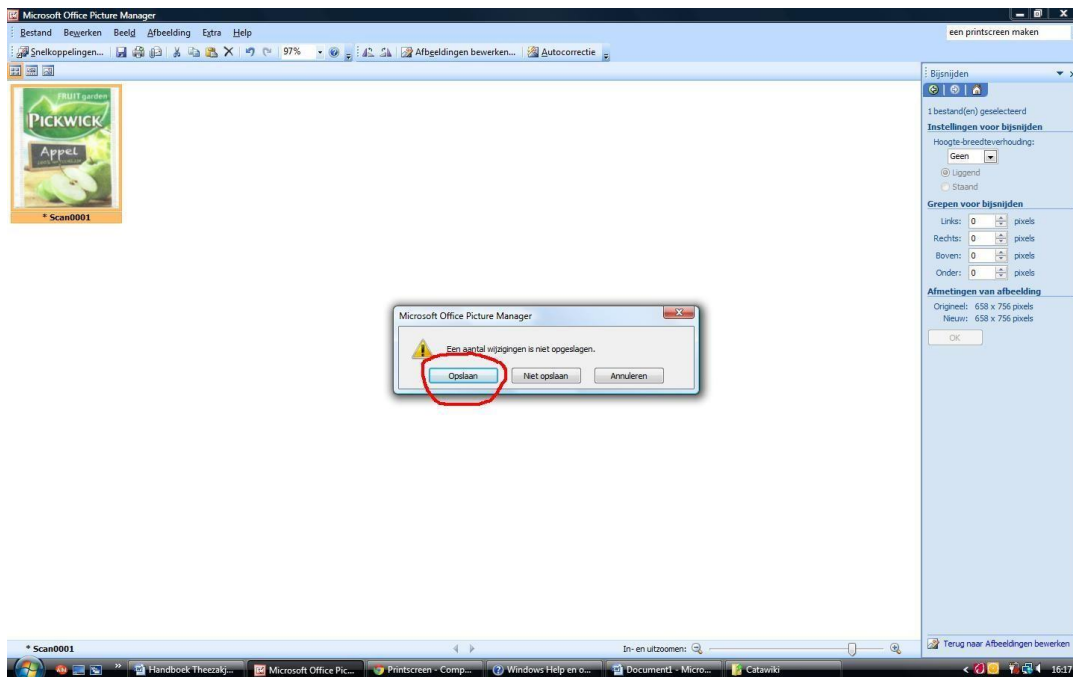 Microsoft Office Picture Manager
Bestand Bewerken Beeld Afbeelding Extra Help
een printscreen maken
Snelkoppelingen... 97% Afbeeldingen bewerken... Autocorrectie
Bijsnijden
FRUIT garden
PICKWICK
Appel
* Scan0001
1 bestand(en) geselecteerd
Instellingen voor bijsnijden
Hoogte-breedteverhouding:
Geen
Liggend
Staand
Grepen voor bijsnijden
Links: 0 pixels
Rechts: 0 pixels
Boven: 0 pixels
Onder: 0 pixels
Afmetingen van afbeelding
Origineel: 658 x 756 pixels
Nieuw: 658 x 756 pixels
OK
Microsoft Office Picture Manager
Een aantal wijzigingen is niet opgeslagen.
Opslaan Niet opslaan Annuleren
* Scan0001
In- en uitzoomen:
Terug naar Afbeeldingen bewerken
Handboek Theezakj... Microsoft Office Pic... Printscreen - Comp... Windows Help en o... Document1 - Micro... Catawiki 16:17